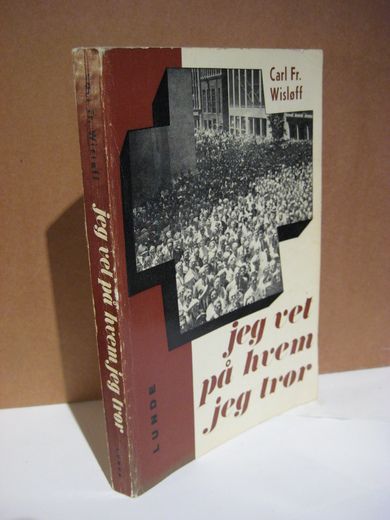 Carl Fr.
Wisløff
jeg vet
på hvem
jeg tror
LUNDE
Carl Fr. Wisløff
jeg vet på hvem jeg tror
LUNDE